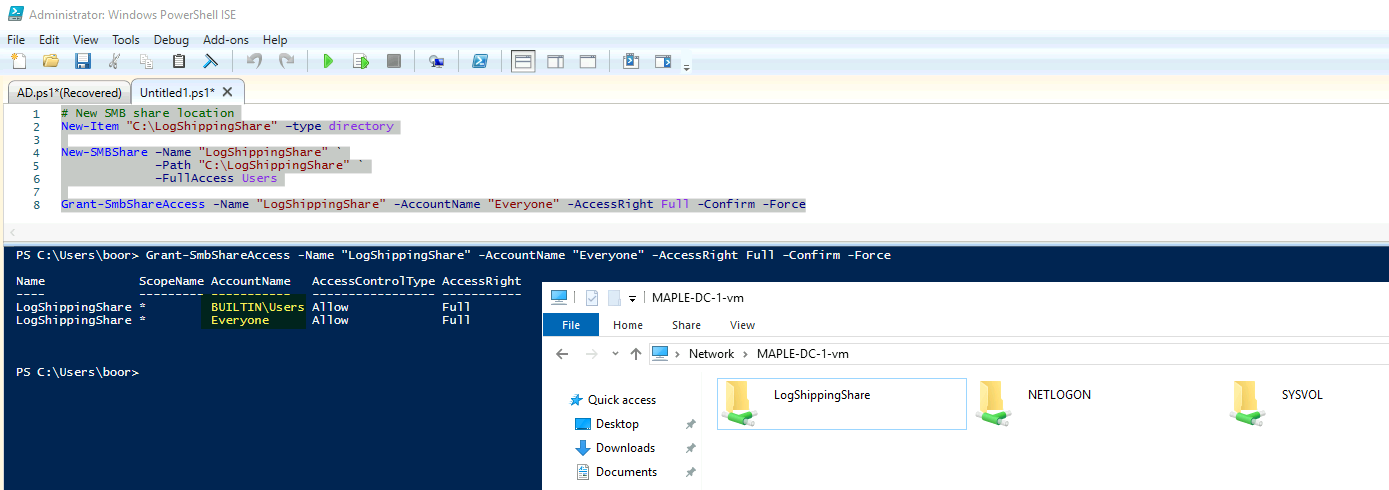 Administrator: Windows PowerShell ISE
File Edit View Tools Debug Add-ons Help
AD.ps1*(Recovered) Untitled1.ps1*
1 # New SMB share location
2 New-Item "C:\LogShippingShare" -type directory
3
4 New-SMBShare -Name "LogShippingShare" `
5 -Path "C:\LogShippingShare" `
6 -FullAccess Users
7
8 Grant-SmbShareAccess -Name "LogShippingShare" -AccountName "Everyone" -AccessRight Full -Confirm -Force
PS C:\Users\boor> Grant-SmbShareAccess -Name "LogShippingShare" -AccountName "Everyone" -AccessRight Full -Confirm -Force
Name ScopeName AccountName AccessControlType AccessRight
---- --------- ----------- ----------------- -----------
LogShippingShare * BUILTIN\Users Allow Full
LogShippingShare * Everyone Allow Full
PS C:\Users\boor>
MAPLE-DC-1-vm
File Home Share View
Network MAPLE-DC-1-vm
Quick access
Desktop
Downloads
Documents
LogShippingShare NETLOGON SYSVOL